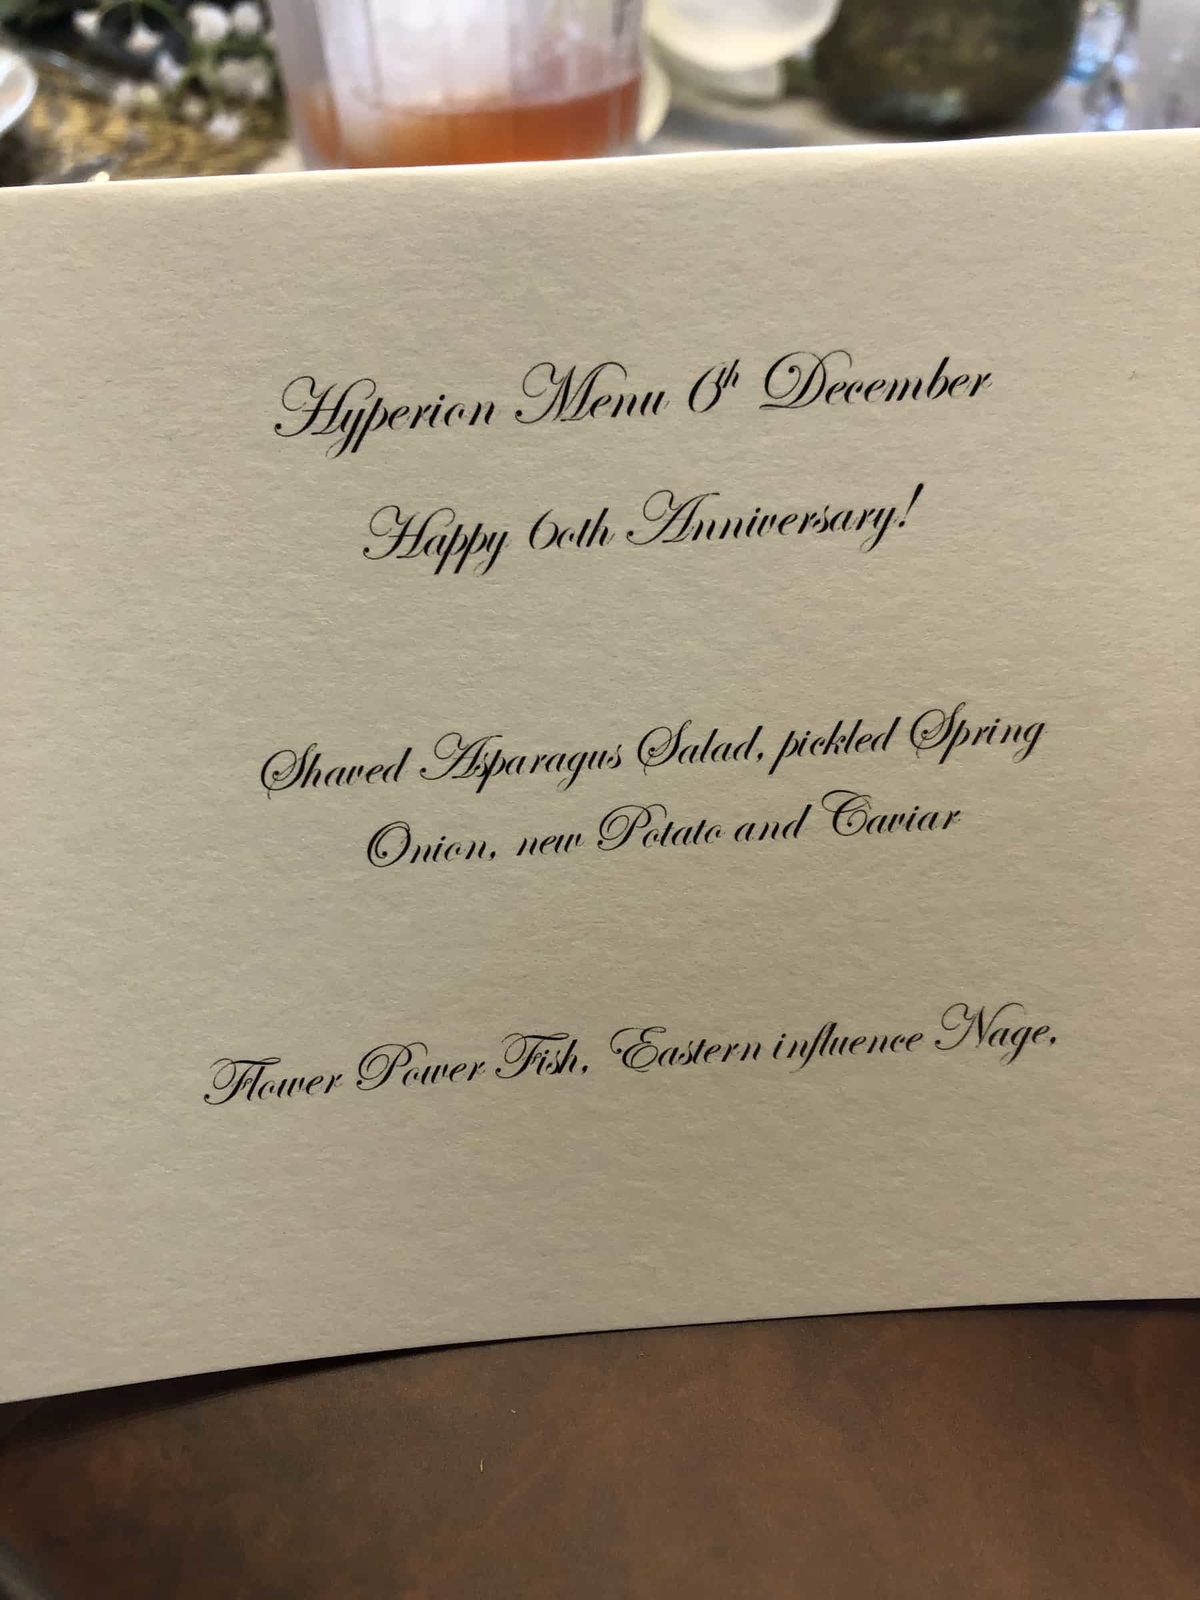 Hyperion Menu 6th December
Happy 60th Anniversary!
Shaved Asparagus Salad, pickled Spring
Onion, new Potato and Caviar
Flower Power Fish, Eastern influence Nage,